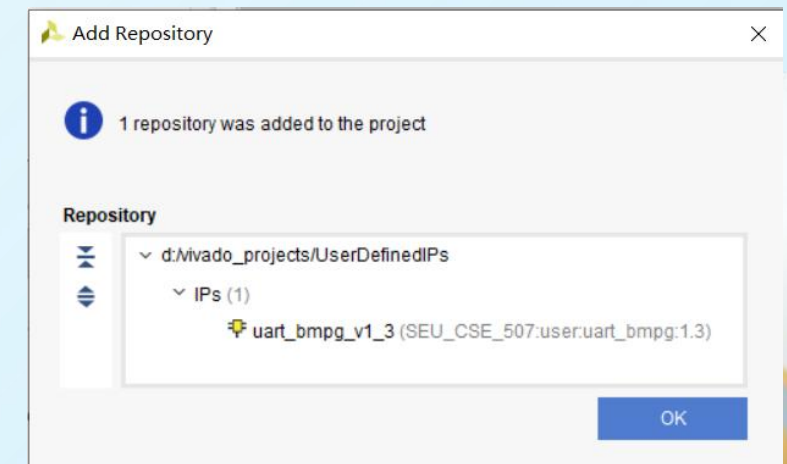 Add Repository
1 repository was added to the project
Repository
d:/vivado_projects/UserDefinedIPs
IPs (1)
uart_bmpg_v1_3 (SEU_CSE_507:user:uart_bmpg:1.3)
OK